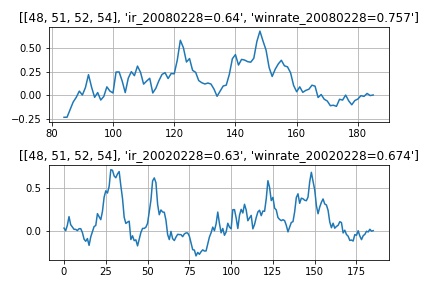 [[48, 51, 52, 54], 'ir_20080228=0.64', 'winrate_20080228=0.757']
0.50
0.25
0.00
−0.25
80 100 120 140 160 180
[[48, 51, 52, 54], 'ir_20020228=0.63', 'winrate_20020228=0.674']
0.5
0.0
0 25 50 75 100 125 150 175